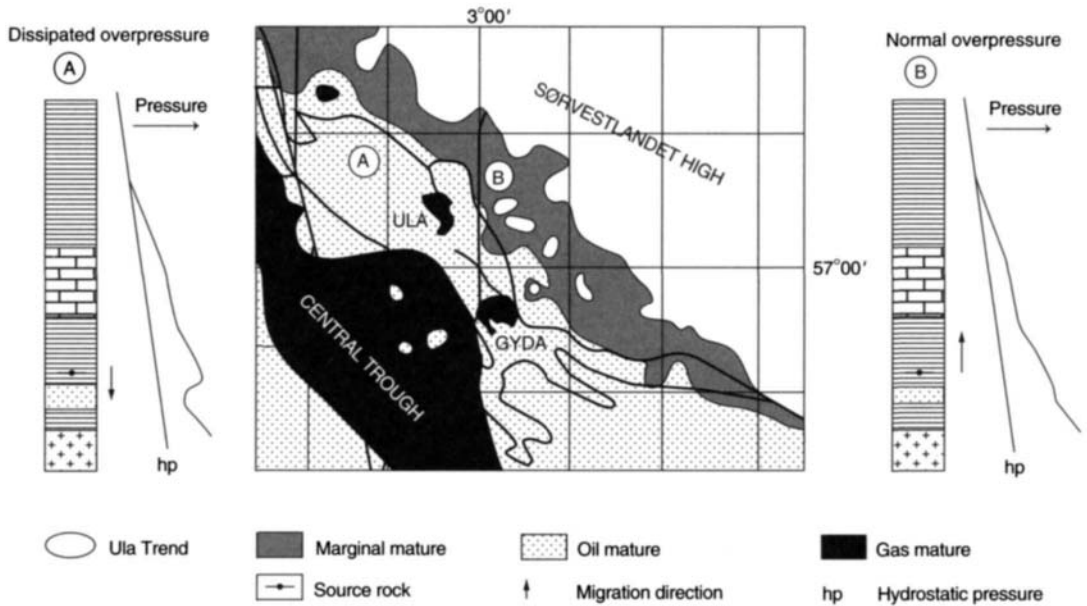 3°00′
Dissipated overpressure
A
Pressure
hp
SØRVESTLANDET HIGH
A
B
ULA
57°00′
CENTRAL TROUGH
GYDA
Normal overpressure
B
Pressure
hp
Ula Trend
Marginal mature
Oil mature
Gas mature
Source rock
Migration direction
hp Hydrostatic pressure